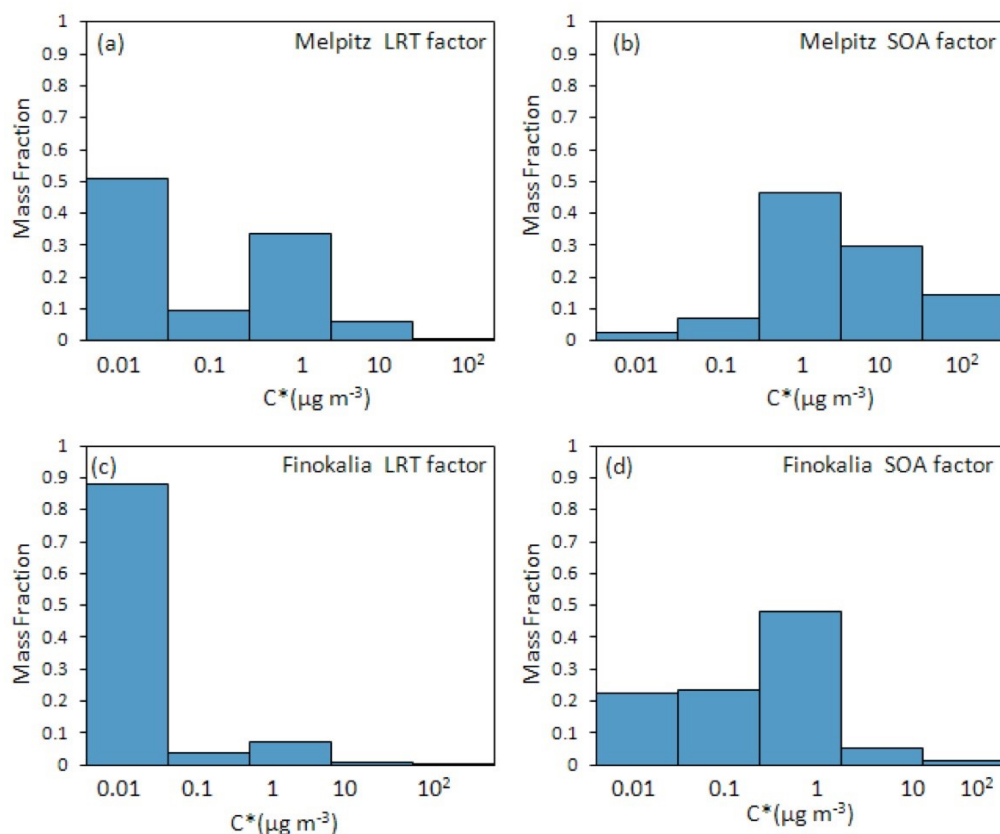 (a) Melpitz LRT factor
Mass Fraction
1
0.9
0.8
0.7
0.6
0.5
0.4
0.3
0.2
0.1
0
0.01 0.1 1 10 10²
C*(µg m⁻³)
(b) Melpitz SOA factor
Mass Fraction
1
0.9
0.8
0.7
0.6
0.5
0.4
0.3
0.2
0.1
0
0.01 0.1 1 10 10²
C*(µg m⁻³)
(c) Finokalia LRT factor
Mass Fraction
1
0.9
0.8
0.7
0.6
0.5
0.4
0.3
0.2
0.1
0
0.01 0.1 1 10 10²
C*(µg m⁻³)
(d) Finokalia SOA factor
Mass Fraction
1
0.9
0.8
0.7
0.6
0.5
0.4
0.3
0.2
0.1
0
0.01 0.1 1 10 10²
C*(µg m⁻³)